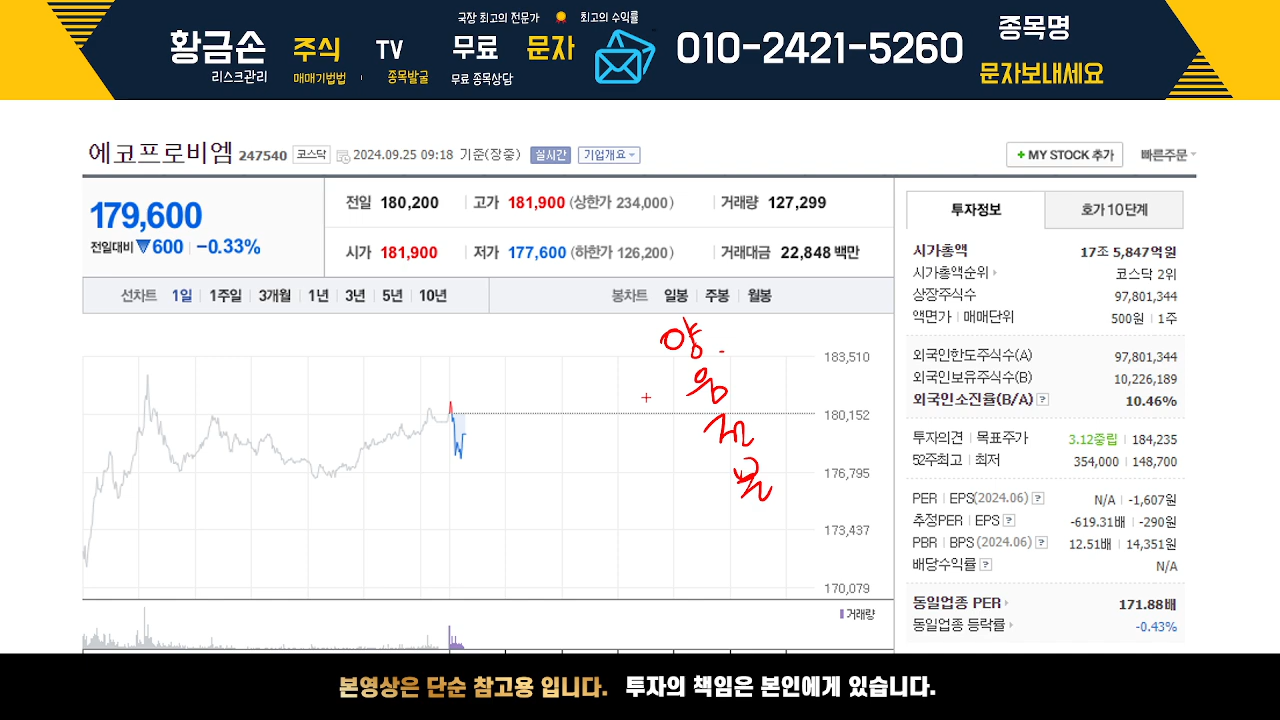 국장 최고의 전문가 최고의 수익률
황금손 주식 TV 무료 문자 010-2421-5260 종목명
리스크관리 매매기법법 종목발굴 무료 종목상담 문자보내세요
에코프로비엠 247540 코스닥 2024.09.25 09:18 기준(장중) 실시간 기업개요
+ MY STOCK 추가 빠른주문
179,600
전일대비 ▼600 -0.33%
전일 180,200 고가 181,900 (상한가 234,000) 거래량 127,299
시가 181,900 저가 177,600 (하한가 126,200) 거래대금 22,848 백만
선차트 1일 1주일 3개월 1년 3년 5년 10년 봉차트 일봉 주봉 월봉
183,510
180,152
176,795
173,437
170,079
거래량
양.
응
전
투자정보 호가 10단계
시가총액 17조 5,847억원
시가총액순위 코스닥 2위
상장주식수 97,801,344
액면가 매매단위 500원 1주
외국인한도주식수(A) 97,801,344
외국인보유주식수(B) 10,226,189
외국인소진율(B/A) ? 10.46%
투자의견 목표주가 3.12중립 184,235
52주최고 최저 354,000 148,700
PER EPS(2024.06) ? N/A -1,607원
추정PER EPS ? -619.31배 -290원
PBR BPS (2024.06) ? 12.51배 14,351원
배당수익률 ? N/A
동일업종 PER 171.88배
동일업종 등락률 -0.43%
본영상은 단순 참고용 입니다. 투자의 책임은 본인에게 있습니다.